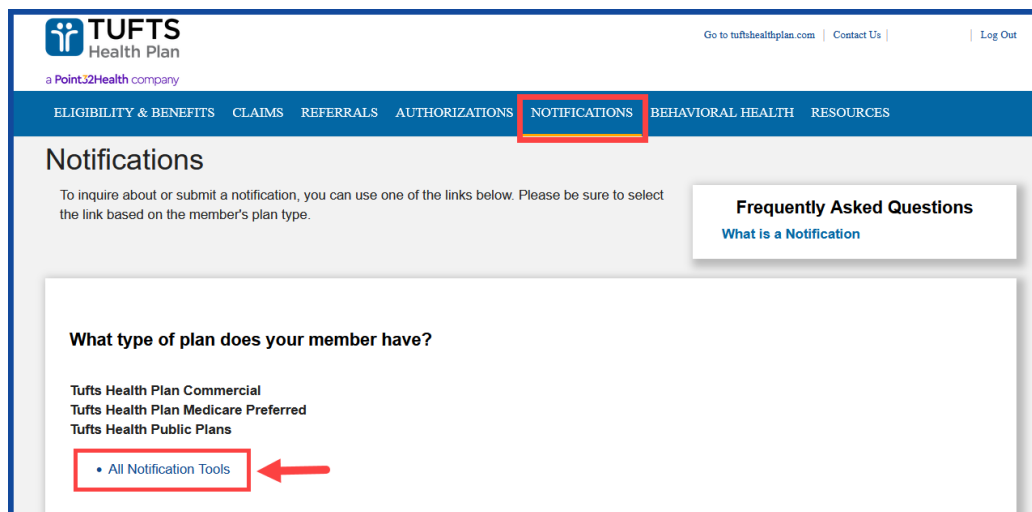 TUFTS
Health Plan
a Point32Health company
Go to tuftshealthplan.com | Contact Us | | Log Out
ELIGIBILITY & BENEFITS CLAIMS REFERRALS AUTHORIZATIONS NOTIFICATIONS BEHAVIORAL HEALTH RESOURCES
Notifications
To inquire about or submit a notification, you can use one of the links below. Please be sure to select
the link based on the member's plan type.
Frequently Asked Questions
What is a Notification
What type of plan does your member have?
Tufts Health Plan Commercial
Tufts Health Plan Medicare Preferred
Tufts Health Public Plans
• All Notification Tools